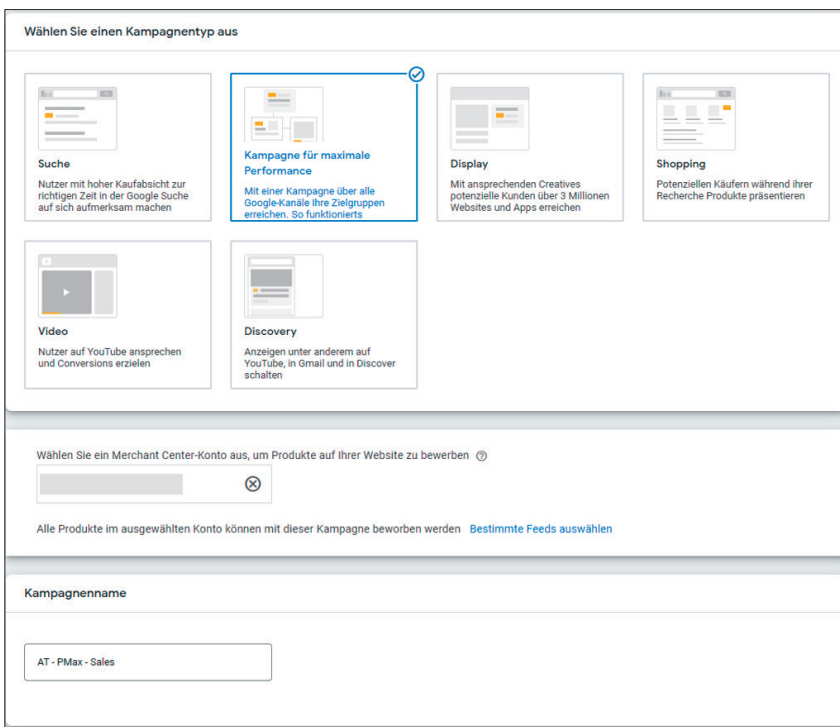 Wählen Sie einen Kampagnentyp aus
Suche
Nutzer mit hoher Kaufabsicht zur
richtigen Zeit in der Google Suche
auf sich aufmerksam machen
Kampagne für maximale
Performance
Mit einer Kampagne über alle
Google-Kanäle Ihre Zielgruppen
erreichen. So funktionierts
Display
Mit ansprechenden Creatives
potenzielle Kunden über 3 Millionen
Websites und Apps erreichen
Shopping
Potenziellen Käufern während ihrer
Recherche Produkte präsentieren
Video
Nutzer auf YouTube ansprechen
und Conversions erzielen
Discovery
Anzeigen unter anderem auf
YouTube, in Gmail und in Discover
schalten
Wählen Sie ein Merchant Center-Konto aus, um Produkte auf Ihrer Website zu bewerben
Alle Produkte im ausgewählten Konto können mit dieser Kampagne beworben werden Bestimmte Feeds auswählen
Kampagnenname
AT - PMax - Sales